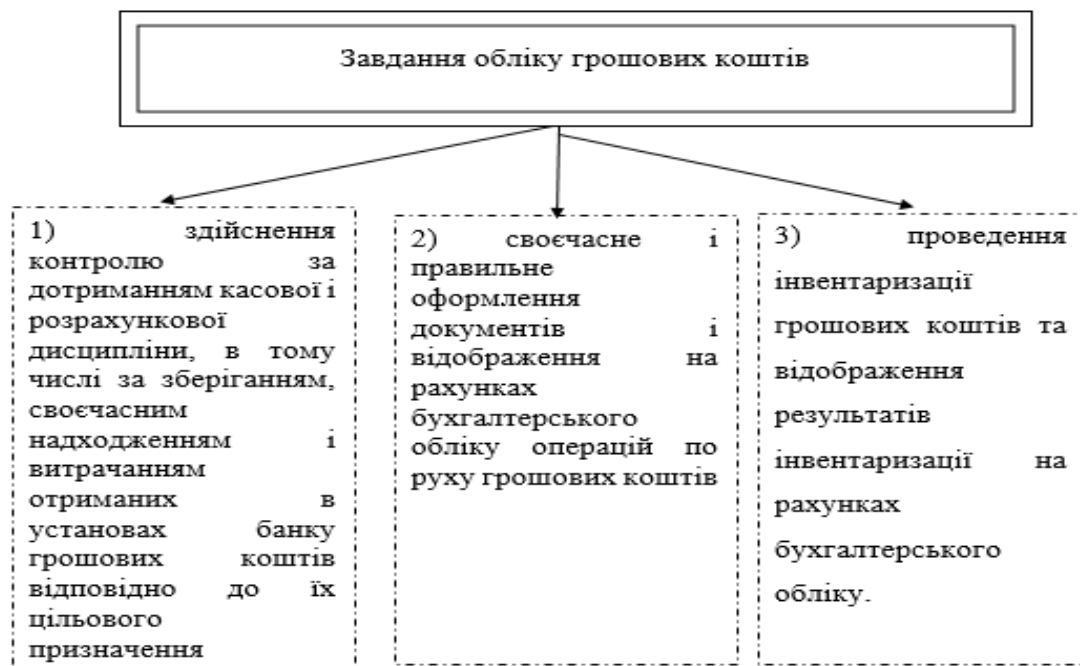 Завдання обліку грошових коштів
1) здійснення
контролю за
дотриманням касової і
розрахункової
дисципліни, в тому
числі за зберіганням,
своєчасним
надходженням і
витрачанням
отриманих в
установах банку
грошових коштів
відповідно до їх
цільового
призначення
2) своєчасне і
правильне
оформлення
документів і
відображення на
рахунках
бухгалтерського
обліку операцій по
руху грошових коштів
3) проведення
інвентаризації
грошових коштів та
відображення
результатів
інвентаризації на
рахунках
бухгалтерського
обліку.